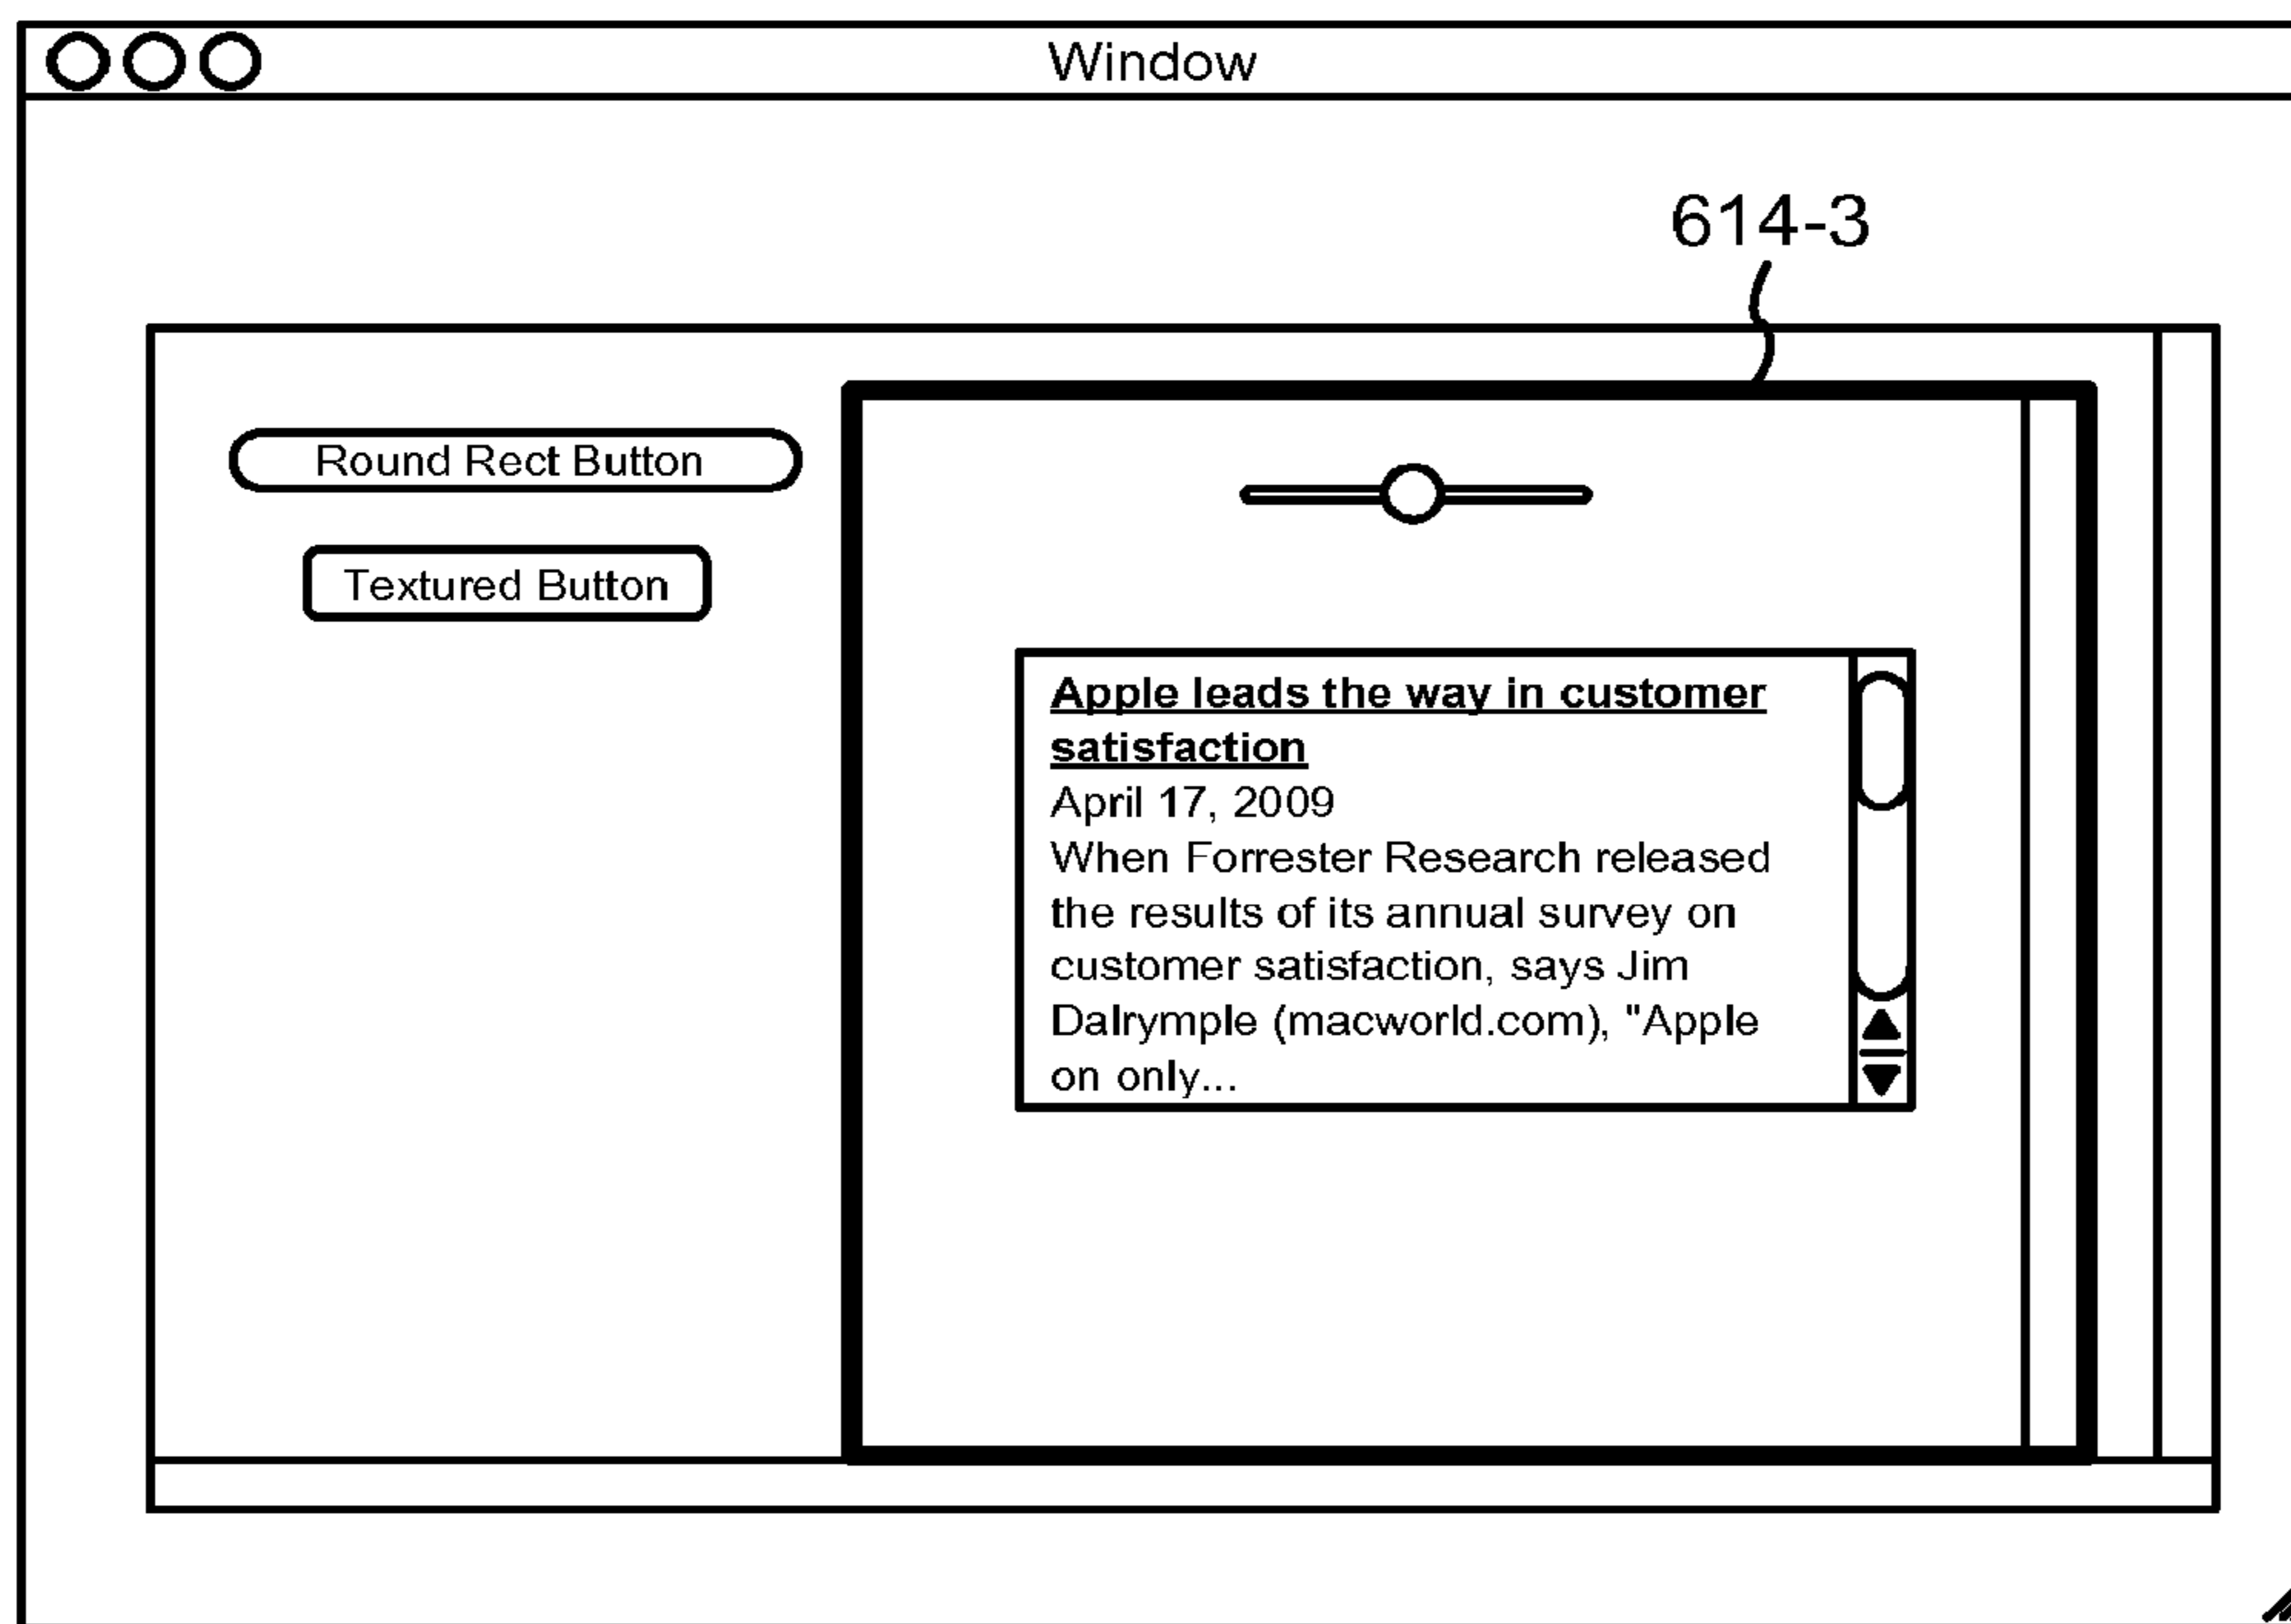 Window
614-3
Round Rect Button
Textured Button
Apple leads the way in customer
satisfaction
April 17, 2009
When Forrester Research released
the results of its annual survey on
customer satisfaction, says Jim
Dalrymple (macworld.com), "Apple
on only...